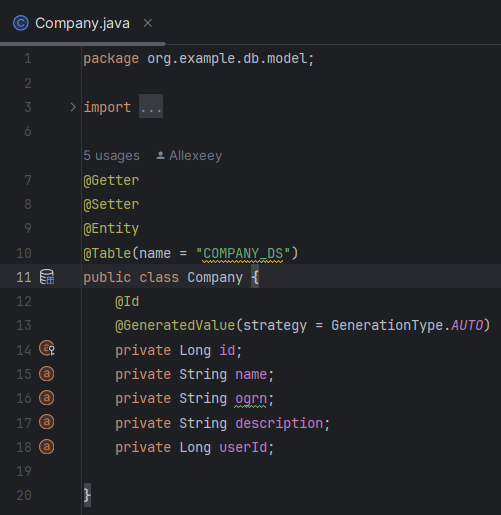 Company.java
1 package org.example.db.model;
2
3 import ...
6
5 usages Allexeey
7 @Getter
8 @Setter
9 @Entity
10 @Table(name = "COMPANY_DS")
11 public class Company {
12 @Id
13 @GeneratedValue(strategy = GenerationType.AUTO)
14 private Long id;
15 private String name;
16 private String ogrn;
17 private String description;
18 private Long userId;
19
20 }